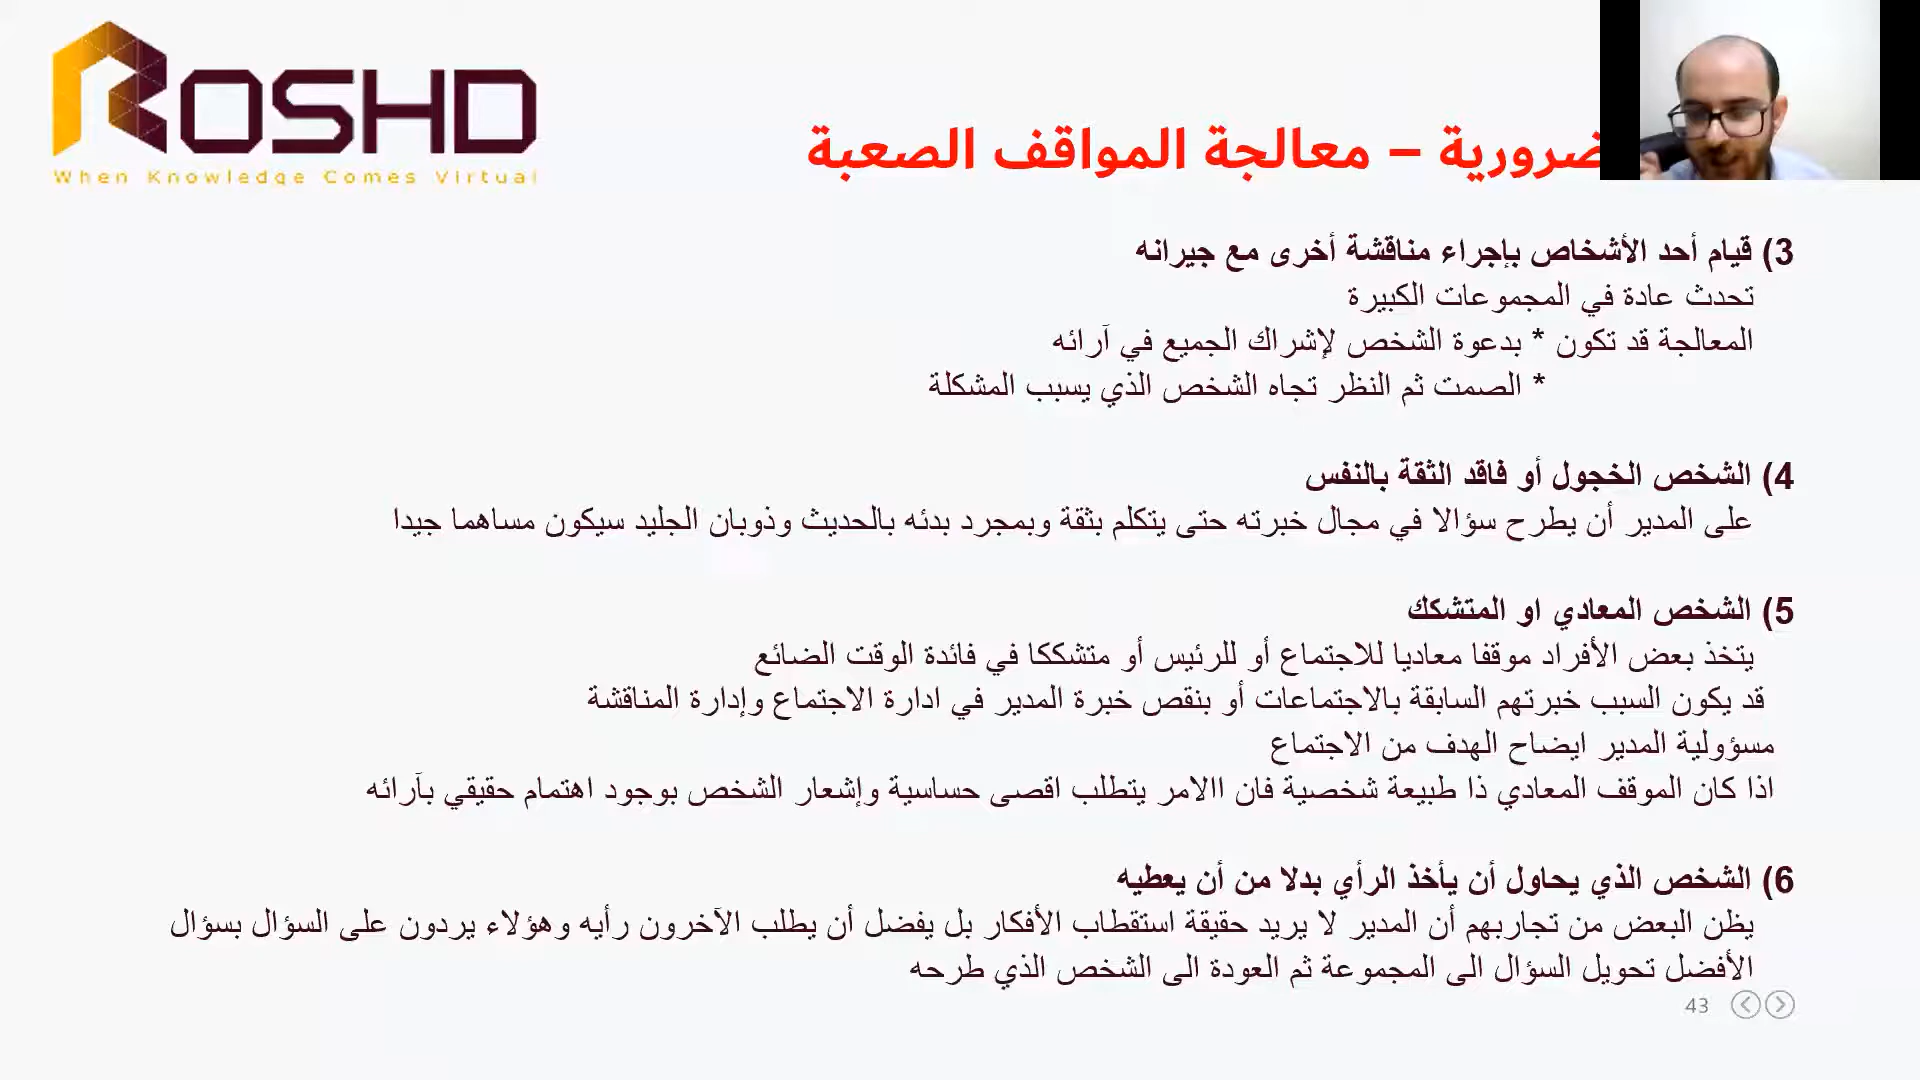 ROSHD
When Knowledge Comes Virtual
– معالجة المواقف الصعبة
3) قيام أحد الأشخاص بإجراء مناقشة أخرى مع جيرانه
تحدث عادة في المجموعات الكبيرة
المعالجة قد تكون * بدعوة الشخص لإشراك الجميع في آرائه
* الصمت ثم النظر تجاه الشخص الذي يسبب المشكلة
4) الشخص الخجول أو فاقد الثقة بالنفس
على المدير أن يطرح سؤالا في مجال خبرته حتى يتكلم بثقة وبمجرد بدئه بالحديث وذوبان الجليد سيكون مساهما جيدا
5) الشخص المعادي او المتشكك
يتخذ بعض الأفراد موقفا معاديا للاجتماع أو للرئيس أو متشككا في فائدة الوقت الضائع
قد يكون السبب خبرتهم السابقة بالاجتماعات أو بنقص خبرة المدير في ادارة الاجتماع وإدارة المناقشة
مسؤولية المدير ايضاح الهدف من الاجتماع
اذا كان الموقف المعادي ذا طبيعة شخصية فان االامر يتطلب اقصى حساسية وإشعار الشخص بوجود اهتمام حقيقي بآرائه
6) الشخص الذي يحاول أن يأخذ الرأي بدلا من أن يعطيه
يظن البعض من تجاربهم أن المدير لا يريد حقيقة استقطاب الأفكار بل يفضل أن يطلب الآخرون رأيه وهؤلاء يردون على السؤال بسؤال
الأفضل تحويل السؤال الى المجموعة ثم العودة الى الشخص الذي طرحه
43